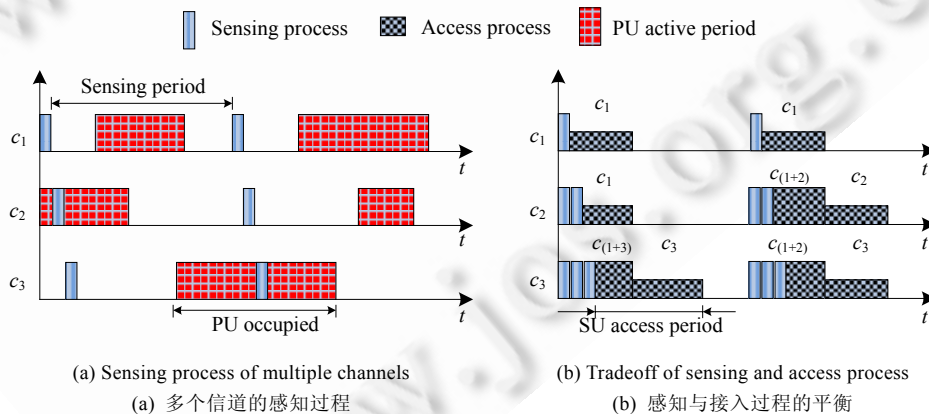 Sensing process Access process PU active period
Sensing period
c1
t
c2
t
c3
PU occupied
t
(a) Sensing process of multiple channels
(a) 多个信道的感知过程
c1 c1
c1
t
c1 c(1+2) c2
c2
t
c(1+3) c3 c(1+2) c3
c3
SU access period
t
(b) Tradeoff of sensing and access process
(b) 感知与接入过程的平衡